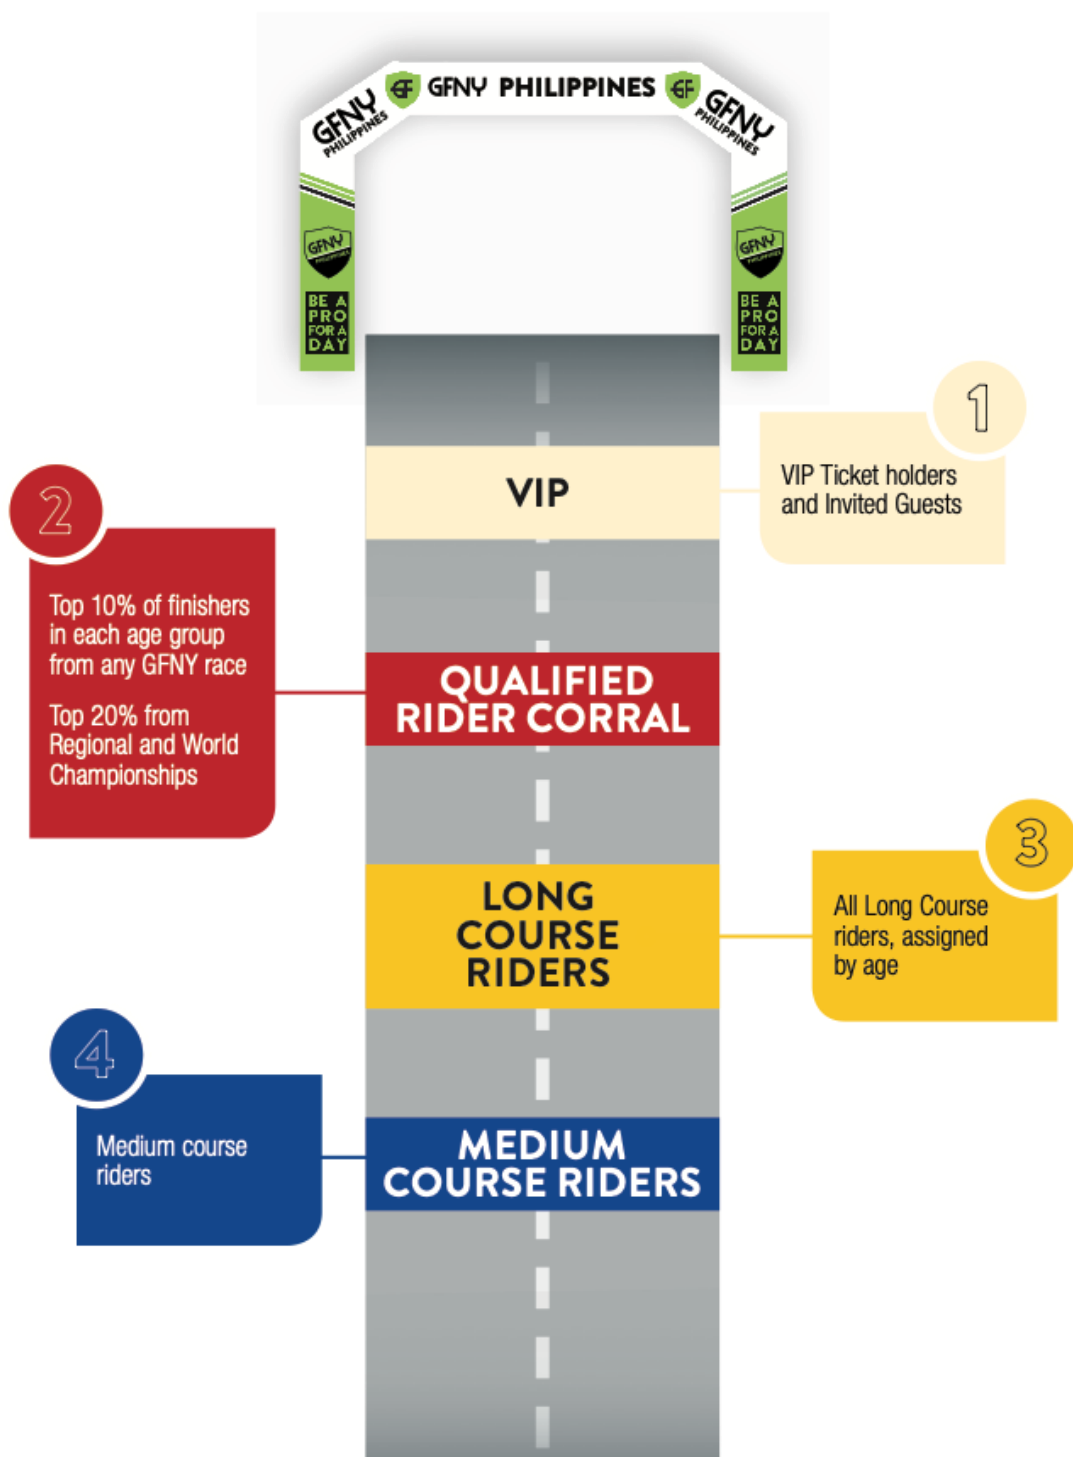 GFNY PHILIPPINES
GFNY
PHILIPPINES
GFNY
PHILIPPINES
GFNY
PHILIPPINES
BE A
PRO
FOR A
DAY
GFNY
PHILIPPINES
BE A
PRO
FOR A
DAY
1
VIP Ticket holders
and Invited Guests
VIP
2
Top 10% of finishers
in each age group
from any GFNY race
Top 20% from
Regional and World
Championships
QUALIFIED
RIDER CORRAL
3
All Long Course
riders, assigned
by age
LONG
COURSE
RIDERS
4
Medium course
riders
MEDIUM
COURSE RIDERS